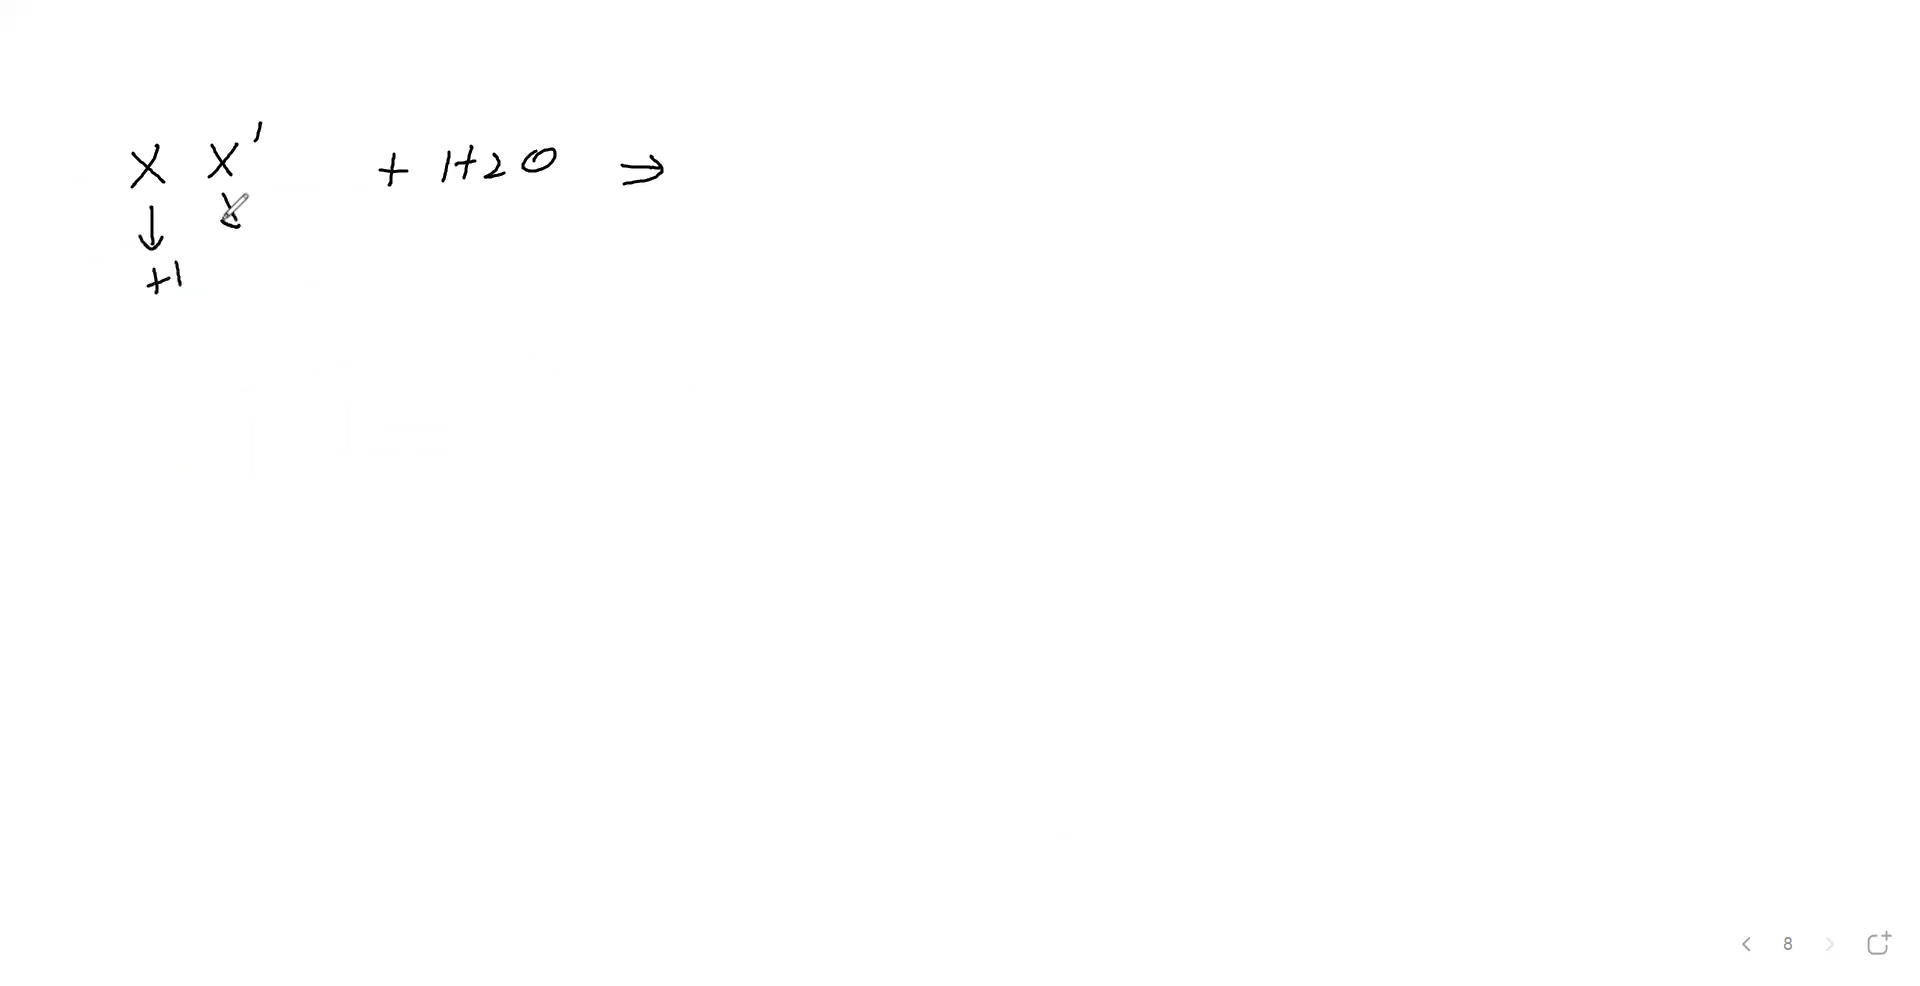 X X' + H2O ⇒
↓ ↓
+1
8